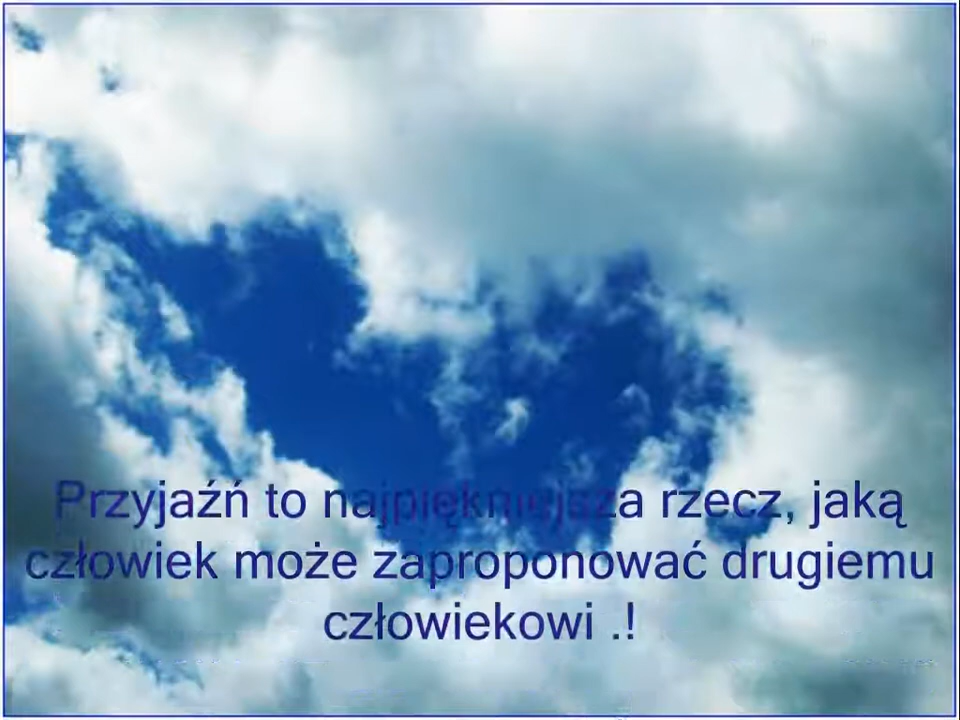 Przyjaźń to najpiękniejsza rzecz, jaką
człowiek może zaproponować drugiemu
człowiekowi .!